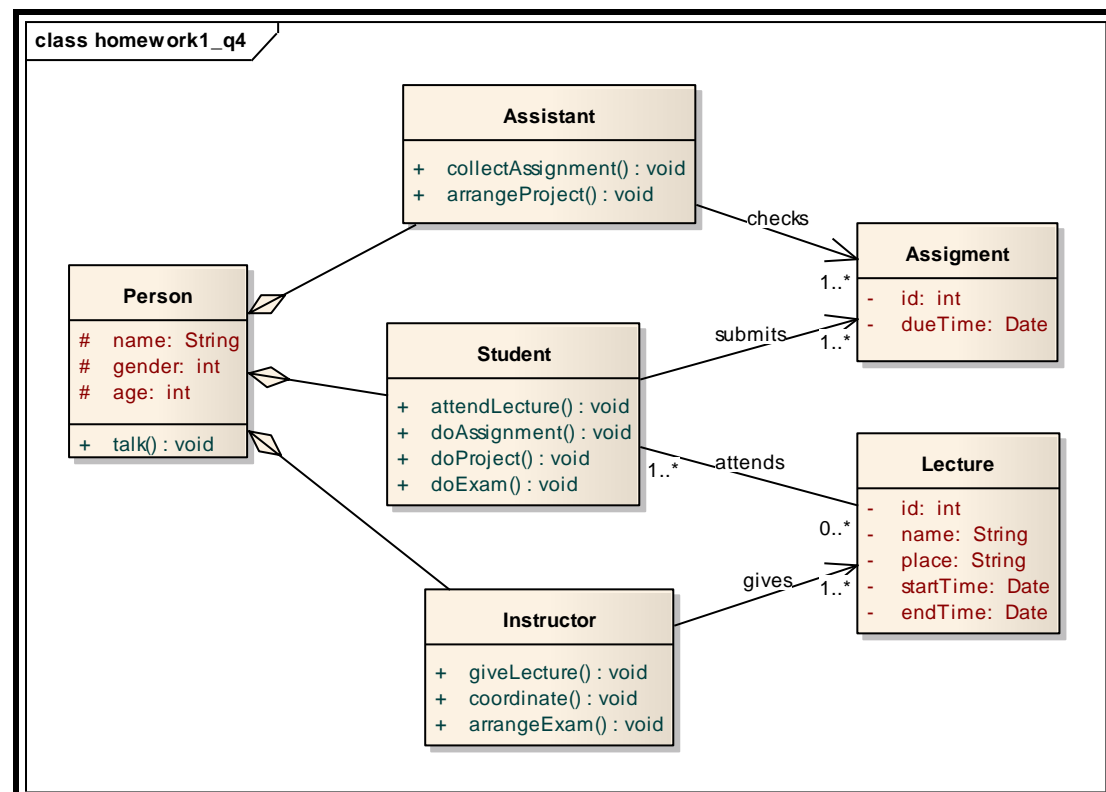 class homework1_q4
Assistant
+ collectAssignment() : void
+ arrangeProject() : void
checks
1..*
Assigment
- id: int
- dueTime: Date
Person
# name: String
# gender: int
# age: int
+ talk() : void
submits
1..*
Student
+ attendLecture() : void
+ doAssignment() : void
+ doProject() : void
+ doExam() : void
attends
1..*
0..*
Lecture
- id: int
- name: String
- place: String
- startTime: Date
- endTime: Date
gives
1..*
Instructor
+ giveLecture() : void
+ coordinate() : void
+ arrangeExam() : void